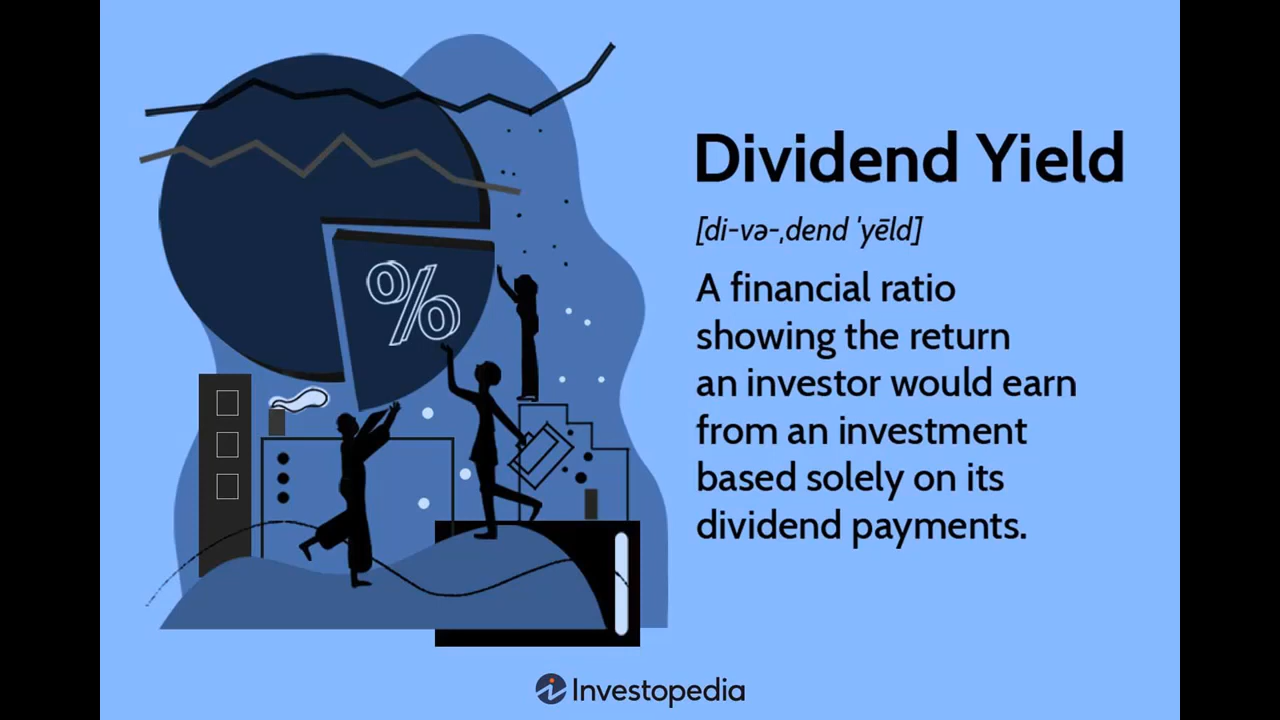 %
Dividend Yield
[di-və-ˌdend ˈyēld]
A financial ratio
showing the return
an investor would earn
from an investment
based solely on its
dividend payments.
Investopedia